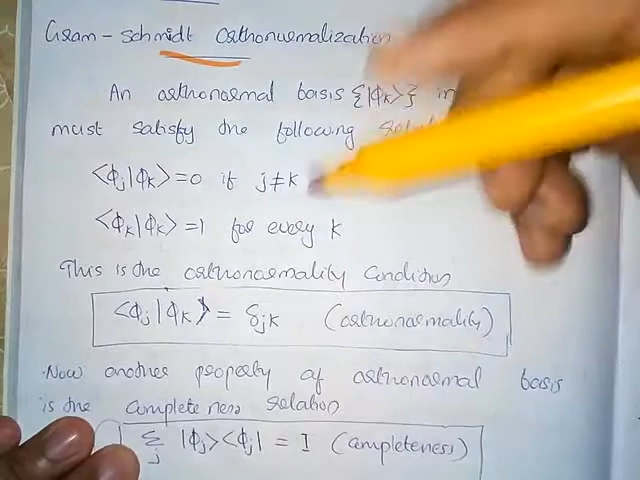 Gram-Schmidt Orthonormalization
An orthonormal basis {|ϕk>} in
must satisfy the following
<ϕj|ϕk>=0 if j≠k
<ϕk|ϕk>=1 for every k
This is the orthonormality Condition
<ϕj|ϕk> = δjk (orthonormality)
Now another property of orthonormal basis
is the Completeness relation
Σj |ϕj><ϕj| = I (completeness)